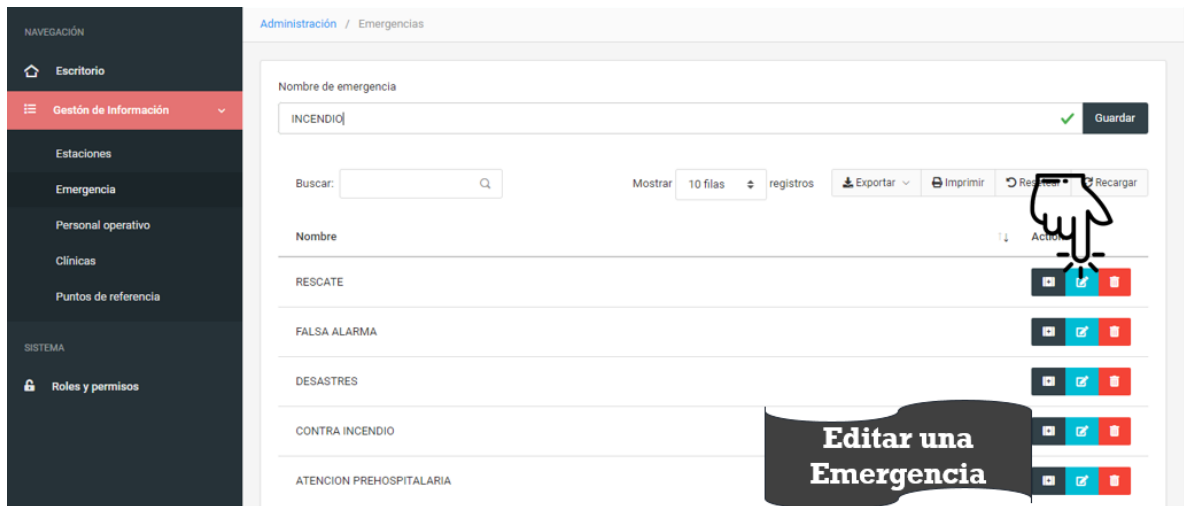 NAVEGACIÓN
Escritorio
Gestón de Información
Estaciones
Emergencia
Personal operativo
Clínicas
Puntos de referencia
SISTEMA
Roles y permisos
Administración / Emergencias
Nombre de emergencia
INCENDIO
Guardar
Buscar:
Mostrar 10 filas registros
Exportar
Imprimir
Recargar
Nombre
RESCATE
FALSA ALARMA
DESASTRES
CONTRA INCENDIO
ATENCION PREHOSPITALARIA
Editar una
Emergencia